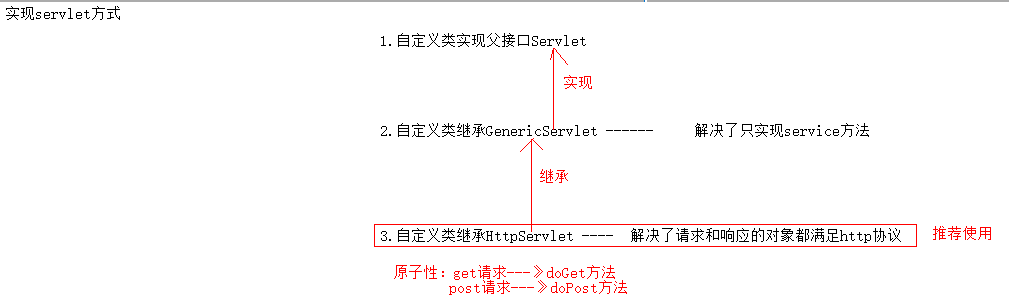 实现servlet方式
1.自定义类实现父接口Servlet
实现
2.自定义类继承GenericServlet ------ 解决了只实现service方法
继承
3.自定义类继承HttpServlet ---- 解决了请求和响应的对象都满足http协议 推荐使用
原子性: get请求---》doGet方法
post请求---》doPost方法